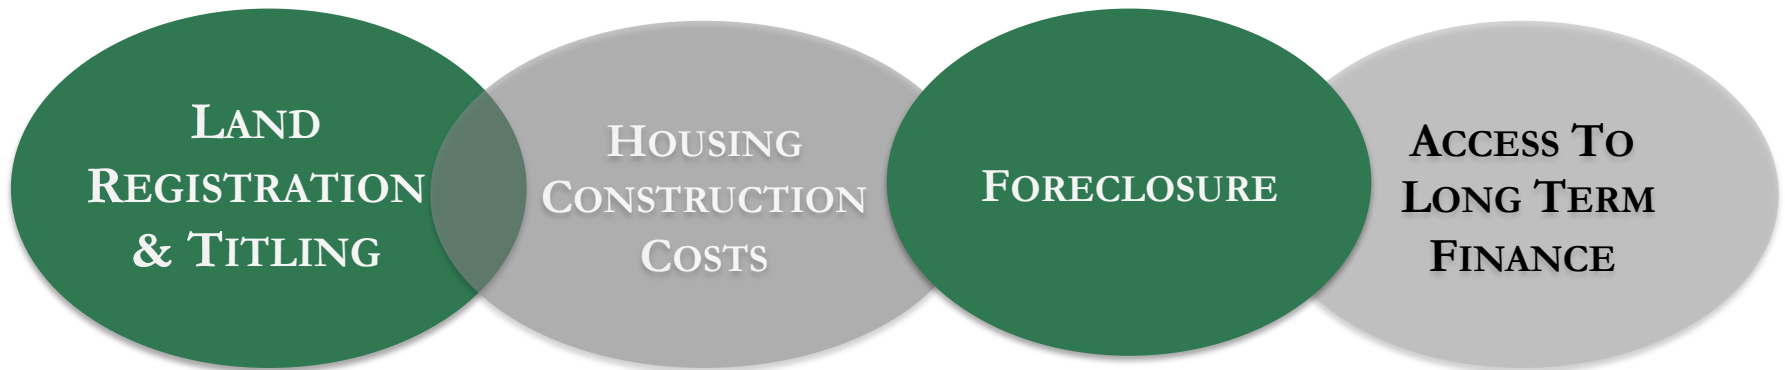 LAND
REGISTRATION
& TITLING
HOUSING
CONSTRUCTION
COSTS
FORECLOSURE
ACCESS TO
LONG TERM
FINANCE